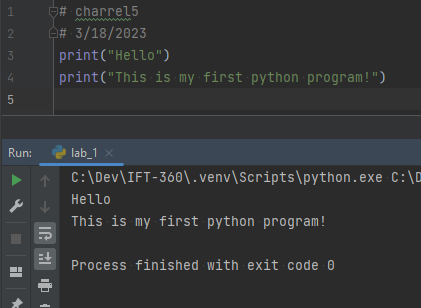 1 # charrel5
2 # 3/18/2023
3 print("Hello")
4 print("This is my first python program!")
5
Run: lab_1 ×
C:\Dev\IFT-360\.venv\Scripts\python.exe C:\D
Hello
This is my first python program!
Process finished with exit code 0